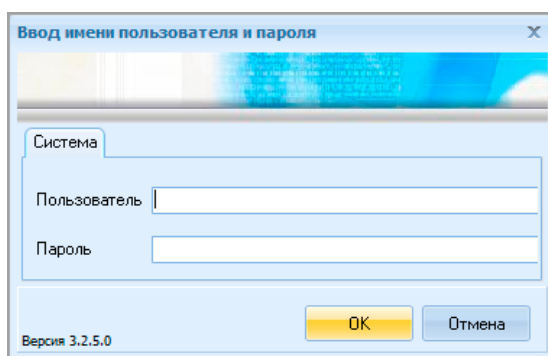 Ввод имени пользователя и пароля
Система
Пользователь
Пароль
OK
Отмена
Версия 3.2.5.0